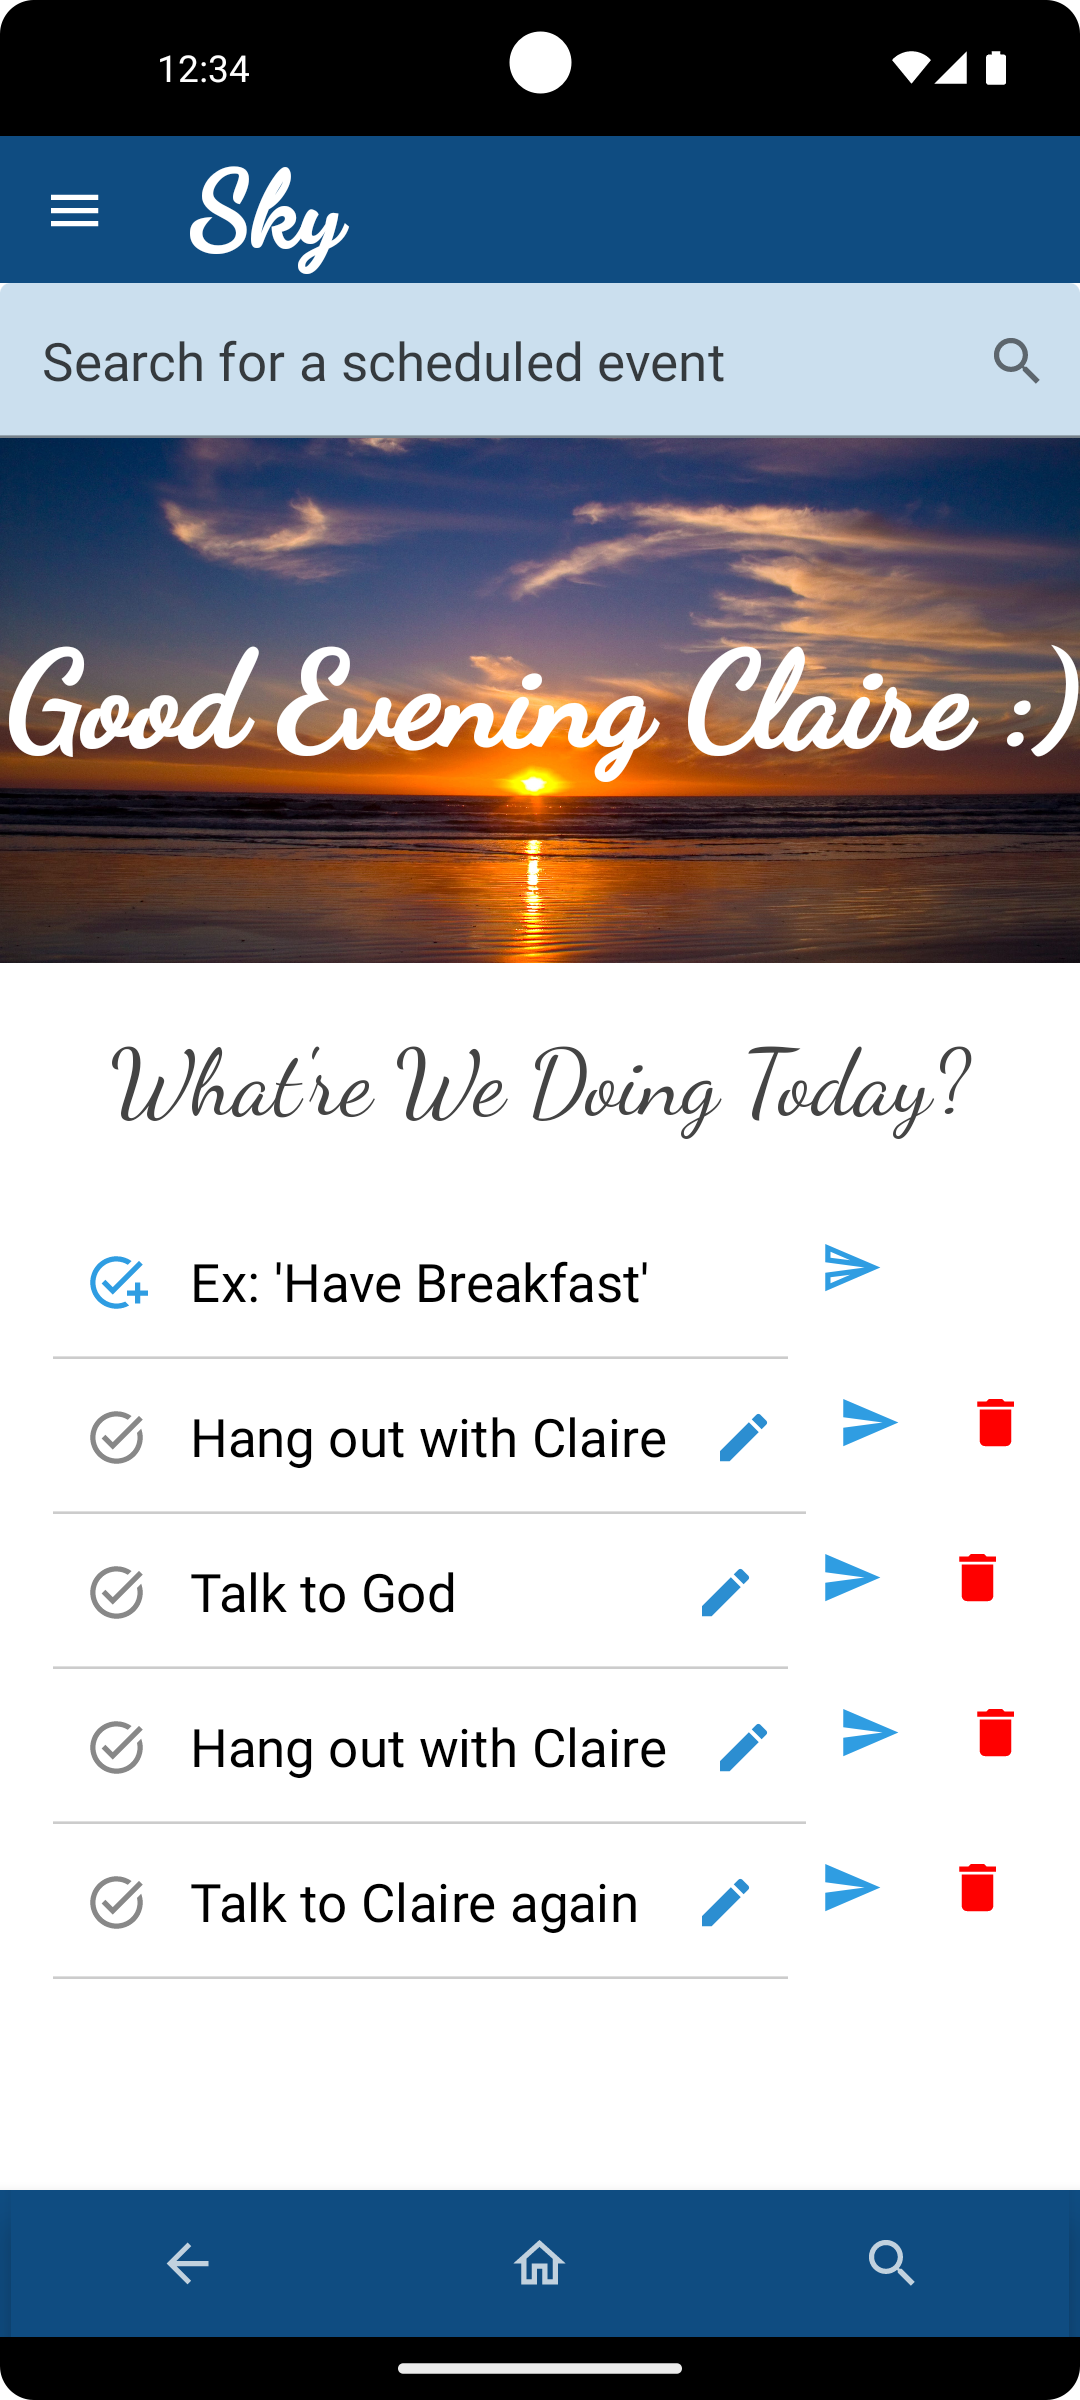 12:34
Sky
Search for a scheduled event
Good Evening Claire :)
What're We Doing Today?
Ex: 'Have Breakfast'
Hang out with Claire
Talk to God
Hang out with Claire
Talk to Claire again